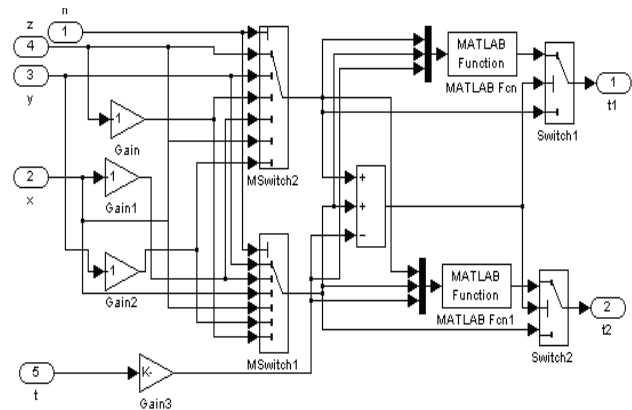 n
z
1
4
3
y
1
Gain
2
x
1
Gain1
1
Gain2
5
t
K-
Gain3
MSwitch2
MSwitch1
MATLAB
Function
MATLAB Fcn
+
+
−
MATLAB
Function
MATLAB Fcn1
Switch1
1
t1
Switch2
2
t2